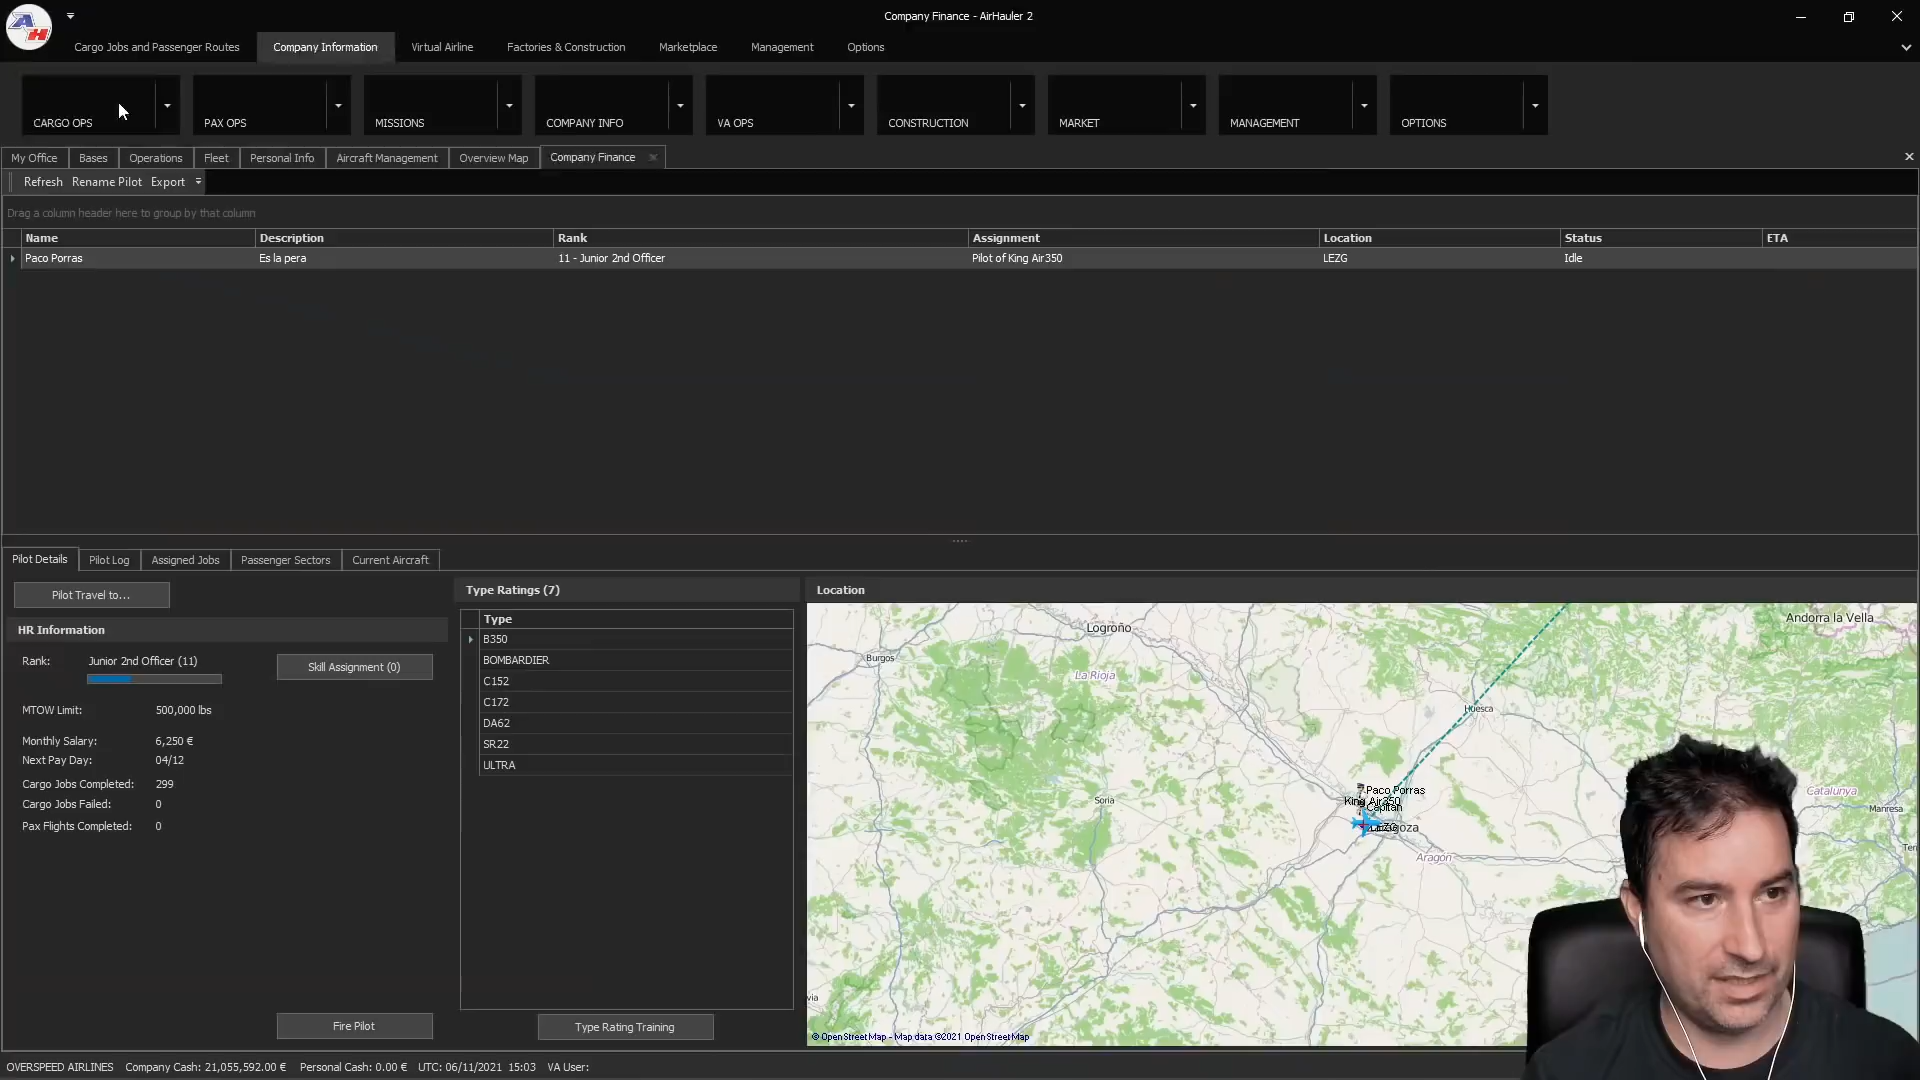 Company Finance - AirHauler 2
Cargo Jobs and Passenger Routes Company Information Virtual Airline Factories & Construction Marketplace Management Options
CARGO OPS PAX OPS MISSIONS COMPANY INFO VA OPS CONSTRUCTION MARKET MANAGEMENT OPTIONS
My Office Bases Operations Fleet Personal Info Aircraft Management Overview Map Company Finance
Refresh Rename Pilot Export
Drag a column header here to group by that column
Name Description Rank Assignment Location Status ETA
Paco Porras Es la pera 11 - Junior 2nd Officer Pilot of King Air350 LEZG Idle
Pilot Details Pilot Log Assigned Jobs Passenger Sectors Current Aircraft
Pilot Travel to...
HR Information
Rank: Junior 2nd Officer (11) Skill Assignment (0)
MTOW Limit: 500,000 lbs
Monthly Salary: 6,250 €
Next Pay Day: 04/12
Cargo Jobs Completed: 299
Cargo Jobs Failed: 0
Pax Flights Completed: 0
Fire Pilot
Type Ratings (7)
Type
B350
BOMBARDIER
C152
C172
DA62
SR22
ULTRA
Type Rating Training
Location
Logroño
Andorra la Vella
Burgos
La Rioja
Huesca
Soria
Paco Porras
King Air350
Capitan
Aragón
Catalunya
Manresa
© OpenStreetMap - Map data ©2021 OpenStreetMap
OVERSPEED AIRLINES Company Cash: 21,055,592.00 € Personal Cash: 0.00 € UTC: 06/11/2021 15:03 VA User: